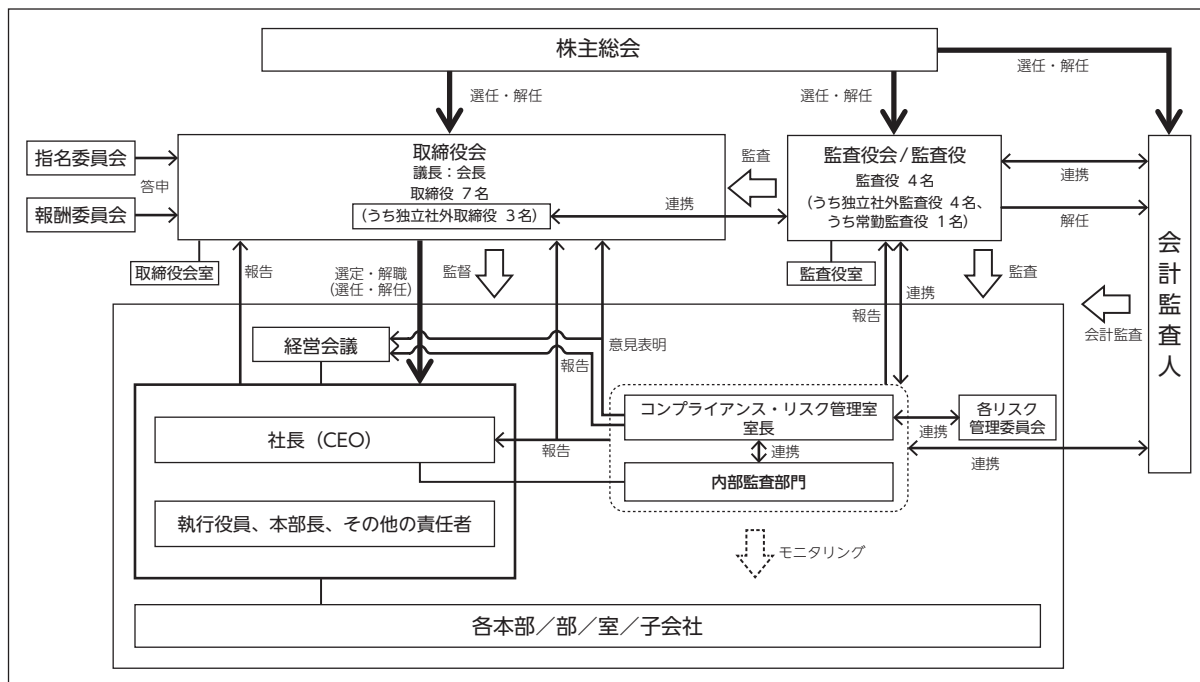 株主総会
選任・解任
選任・解任
選任・解任
指名委員会
答申
報酬委員会
取締役会
議長：会長
取締役 7名
（うち独立社外取締役 3名）
監査
連携
監査役会/監査役
監査役 4名
（うち独立社外監査役 4名、
うち常勤監査役 1名）
連携
解任
会計監査人
取締役会室
報告
選定・解職
（選任・解任）
監督
監査役室
連携
報告
監査
会計監査
経営会議
意見表明
報告
社長（CEO）
報告
コンプライアンス・リスク管理室
室長
連携
内部監査部門
連携
各リスク
管理委員会
連携
執行役員、本部長、その他の責任者
モニタリング
各本部／部／室／子会社